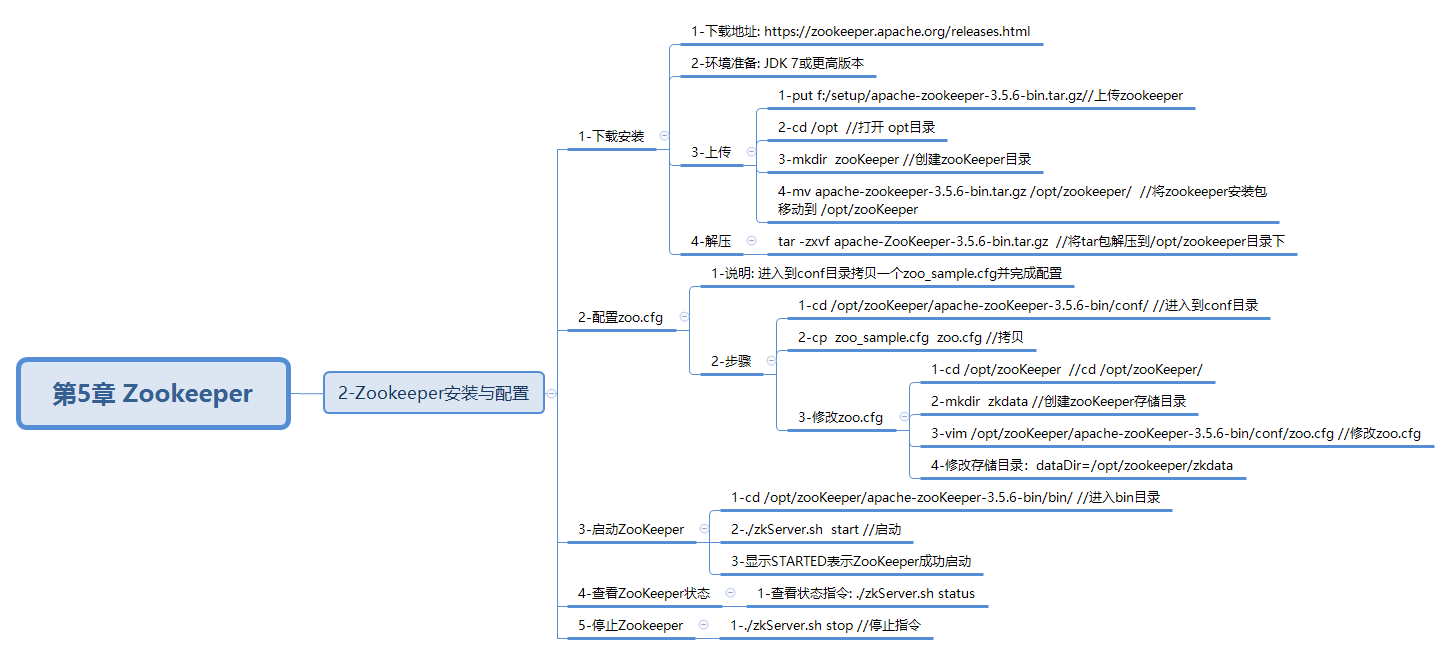 第5章 Zookeeper
2-Zookeeper安装与配置
1-下载安装
1-下载地址: https://zookeeper.apache.org/releases.html
2-环境准备: JDK 7或更高版本
3-上传
1-put f:/setup/apache-zookeeper-3.5.6-bin.tar.gz//上传zookeeper
2-cd /opt  //打开 opt目录
3-mkdir  zooKeeper //创建zooKeeper目录
4-mv apache-zookeeper-3.5.6-bin.tar.gz /opt/zookeeper/  //将zookeeper安装包
移动到 /opt/zooKeeper
4-解压
tar -zxvf apache-ZooKeeper-3.5.6-bin.tar.gz  //将tar包解压到/opt/zookeeper目录下
2-配置zoo.cfg
1-说明: 进入到conf目录拷贝一个zoo_sample.cfg并完成配置
2-步骤
1-cd /opt/zooKeeper/apache-zooKeeper-3.5.6-bin/conf/ //进入到conf目录
2-cp  zoo_sample.cfg  zoo.cfg //拷贝
3-修改zoo.cfg
1-cd /opt/zooKeeper  //cd /opt/zooKeeper/
2-mkdir  zkdata //创建zooKeeper存储目录
3-vim /opt/zooKeeper/apache-zooKeeper-3.5.6-bin/conf/zoo.cfg //修改zoo.cfg
4-修改存储目录：dataDir=/opt/zookeeper/zkdata
3-启动ZooKeeper
1-cd /opt/zooKeeper/apache-zooKeeper-3.5.6-bin/bin/ //进入bin目录
2-./zkServer.sh  start //启动
3-显示STARTED表示ZooKeeper成功启动
4-查看ZooKeeper状态
1-查看状态指令: ./zkServer.sh status
5-停止Zookeeper
1-./zkServer.sh stop //停止指令